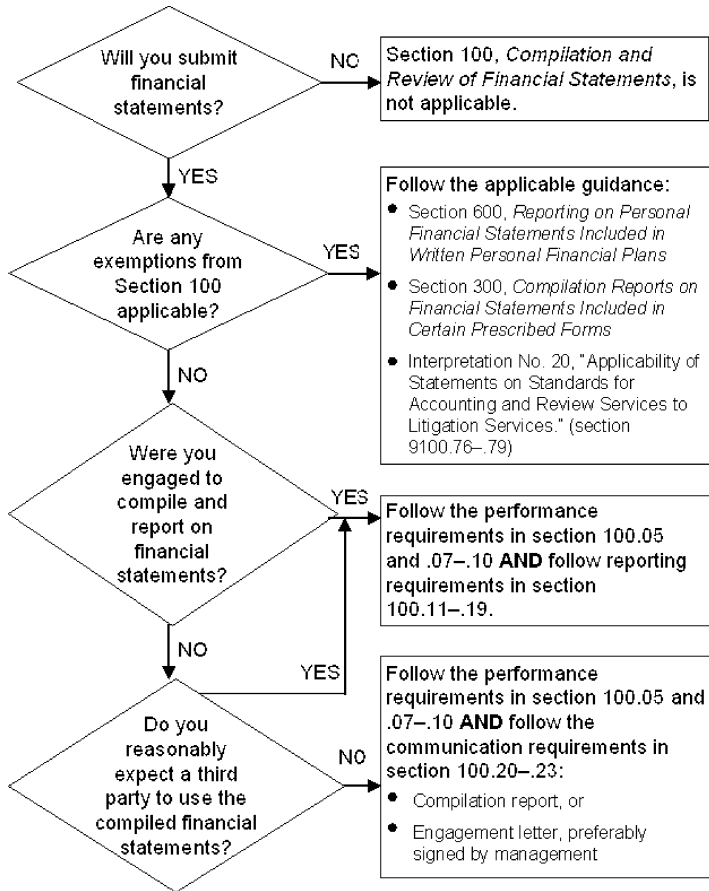 Will you submit
financial
statements?
NO
Section 100, Compilation and
Review of Financial Statements, is
not applicable.
YES
Are any
exemptions from
Section 100
applicable?
YES
Follow the applicable guidance:
● Section 600, Reporting on Personal
Financial Statements Included in
Written Personal Financial Plans
● Section 300, Compilation Reports on
Financial Statements Included in
Certain Prescribed Forms
● Interpretation No. 20, "Applicability of
Statements on Standards for
Accounting and Review Services to
Litigation Services." (section
9100.76–.79)
NO
Were you
engaged to
compile and
report on
financial
statements?
YES
Follow the performance
requirements in section 100.05
and .07–.10 AND follow reporting
requirements in section
100.11–.19.
NO
YES
Do you
reasonably
expect a third
party to use the
compiled financial
statements?
NO
Follow the performance
requirements in section 100.05 and
.07–.10 AND follow the
communication requirements in
section 100.20–.23:
● Compilation report, or
● Engagement letter, preferably
signed by management